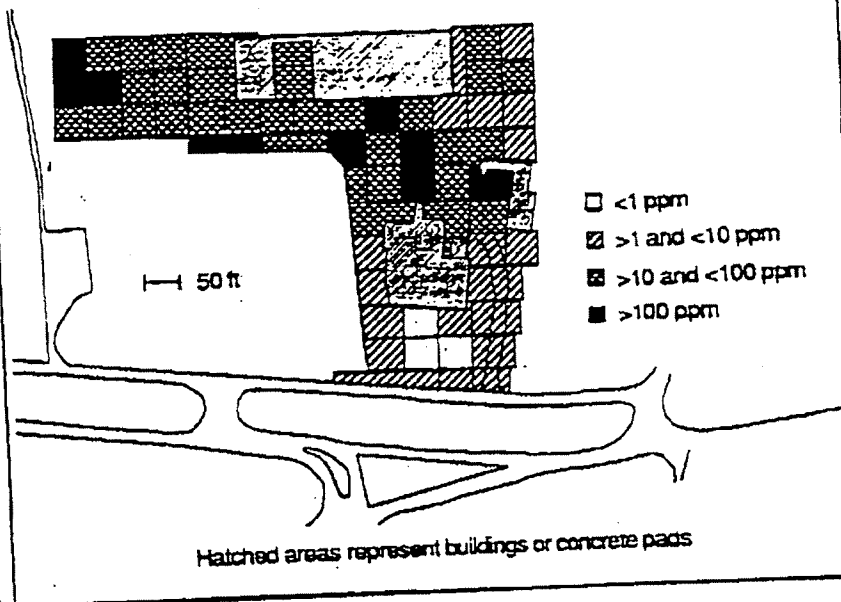 <1 ppm
>1 and <10 ppm
50 ft
>10 and <100 ppm
>100 ppm
Hatched areas represent buildings or concrete pads